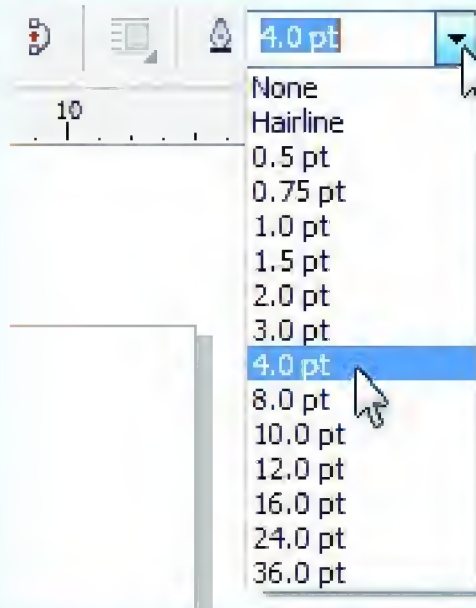 4.0 pt
None
10
Hairline
0.5 pt
0.75 pt
1.0 pt
1.5 pt
2.0 pt
3.0 pt
4.0 pt
8.0 pt
10.0 pt
12.0 pt
16.0 pt
24.0 pt
36.0 pt